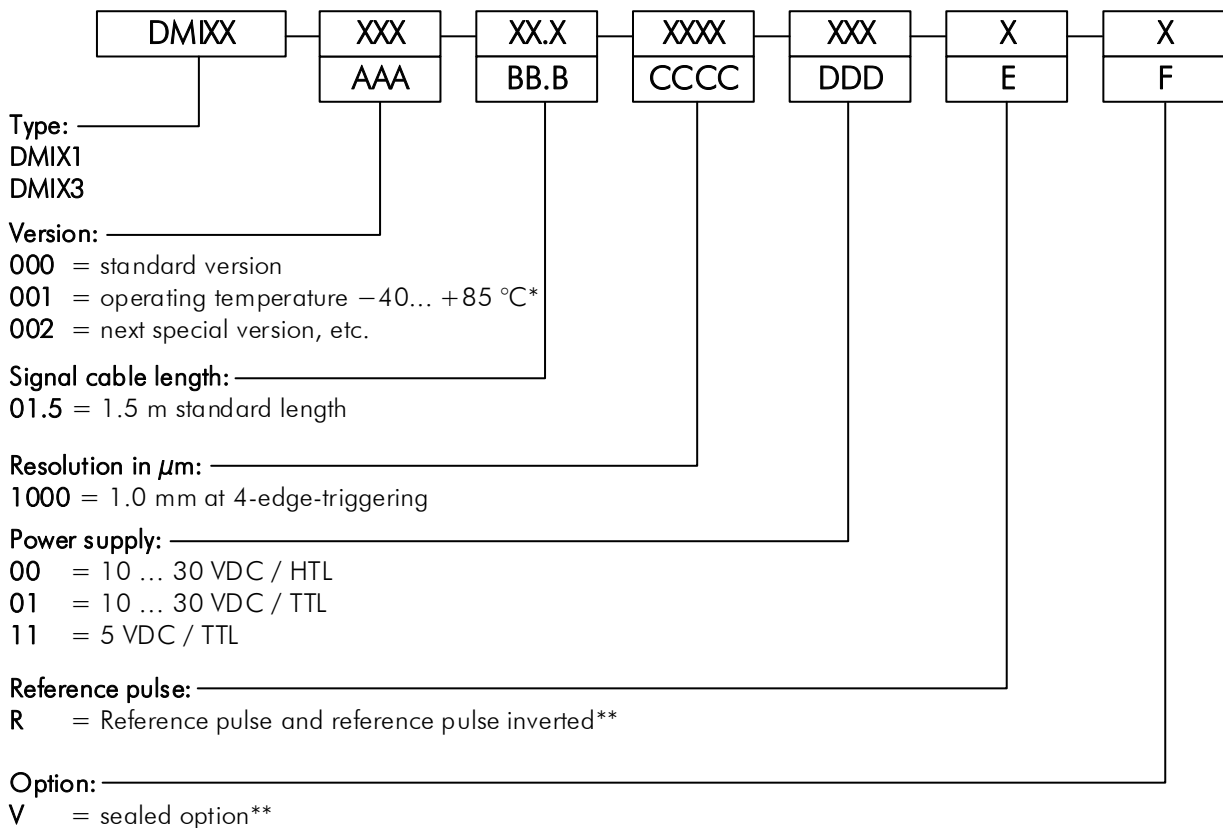 DMIXX XXX XX.X XXXX XXX X X
AAA BB.B CCCC DDD E F
Type:
DMIX1
DMIX3
Version:
000 = standard version
001 = operating temperature −40... +85 °C*
002 = next special version, etc.
Signal cable length:
01.5 = 1.5 m standard length
Resolution in µm:
1000 = 1.0 mm at 4-edge-triggering
Power supply:
00 = 10 ... 30 VDC / HTL
01 = 10 ... 30 VDC / TTL
11 = 5 VDC / TTL
Reference pulse:
R = Reference pulse and reference pulse inverted**
Option:
V = sealed option**